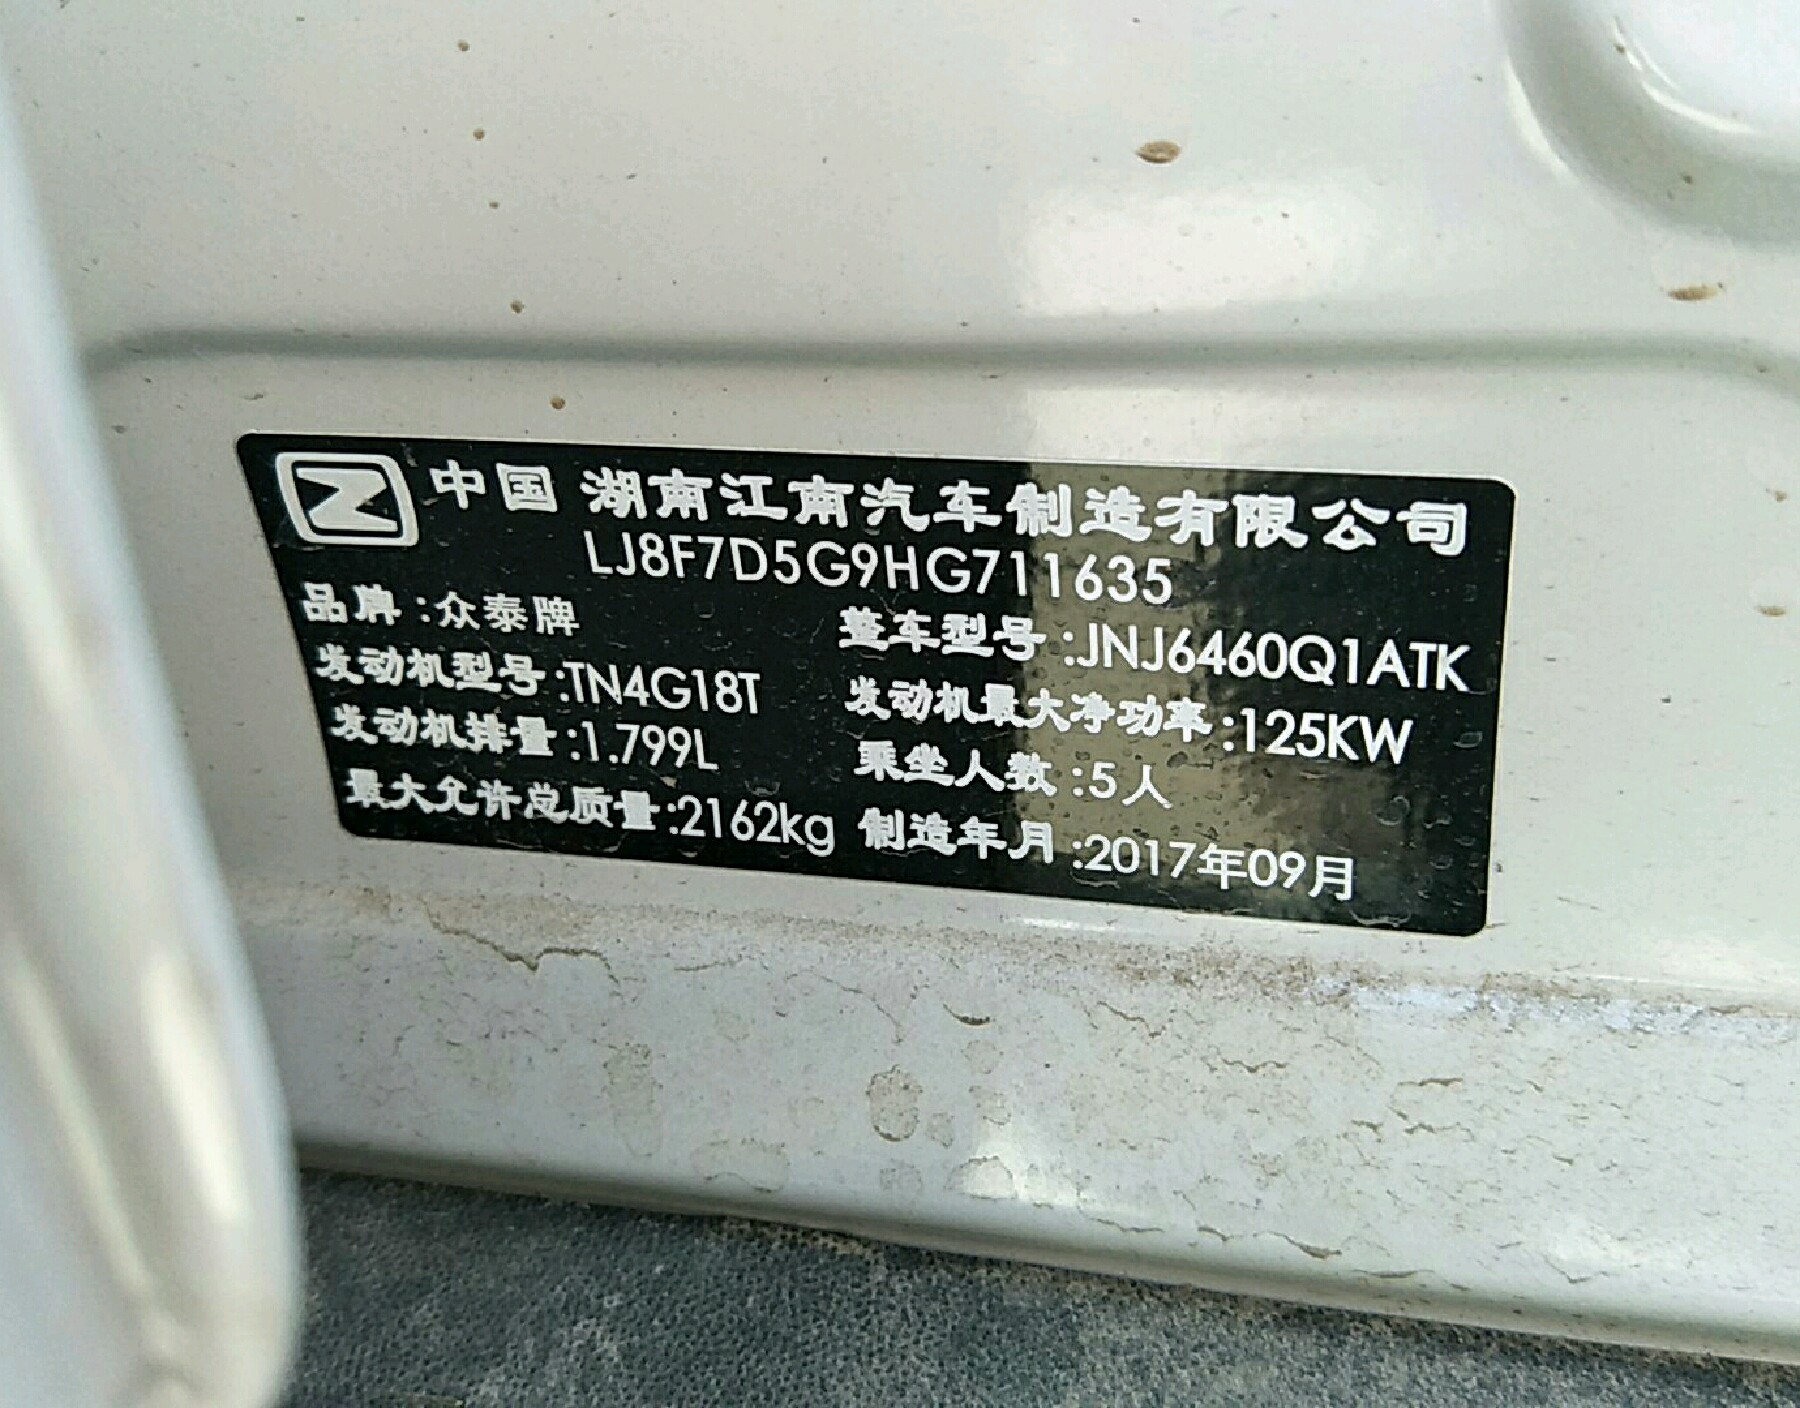 中国 湖南江南汽车制造有限公司
LJ8F7D5G9HG711635
品牌:众泰牌 整车型号:JNJ6460Q1ATK
发动机型号:TN4G18T 发动机最大净功率:125KW
发动机排量:1.799L 乘坐人数:5人
最大允许总质量:2162kg 制造年月:2017年09月